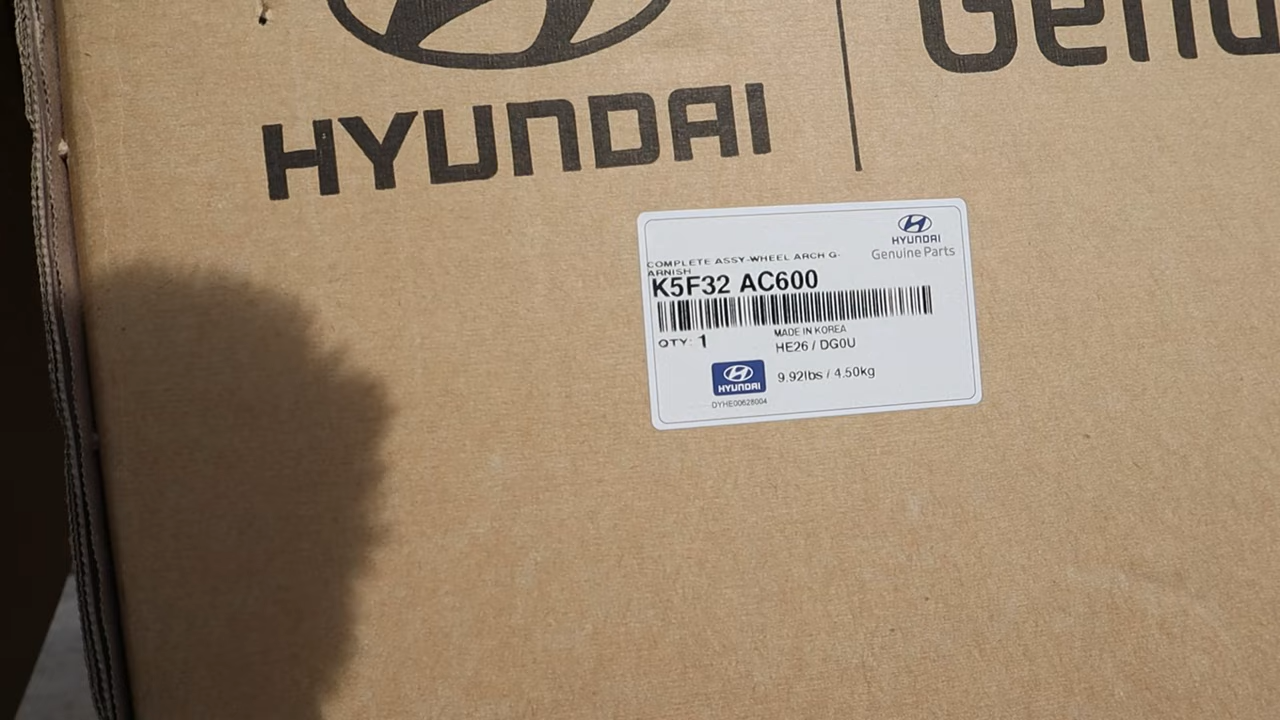 HYUNDAI
Genu
HYUNDAI
Genuine Parts
COMPLETE ASSY-WHEEL ARCH G-
ARNISH
K5F32 AC600
MADE IN KOREA
QTY: 1
HE26 / DG0U
HYUNDAI
9.92lbs / 4.50kg
DYHE00628004